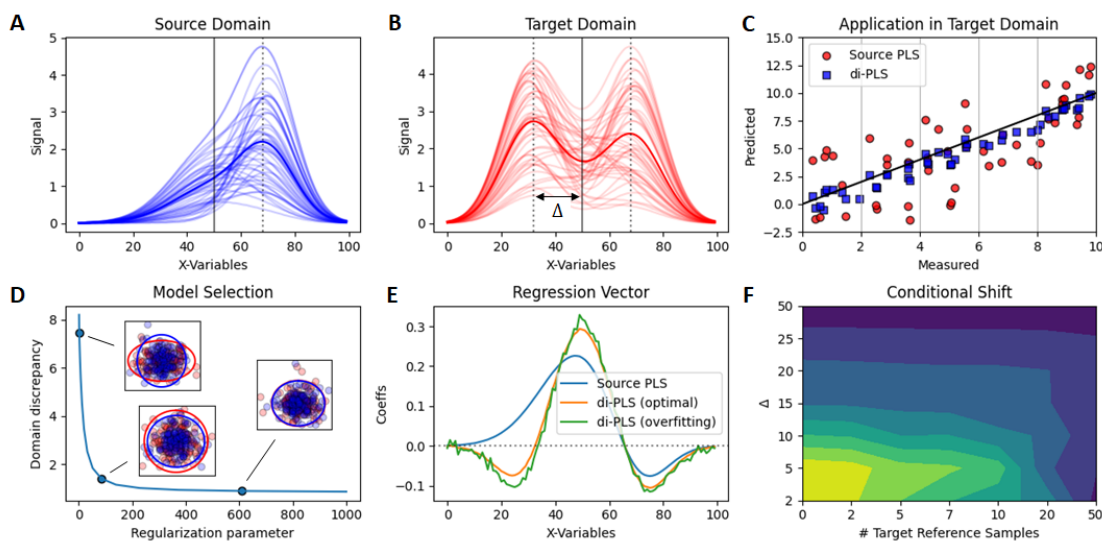 A
Source Domain
5
4
3
2
1
0
Signal
0 20 40 60 80 100
X-Variables
B
Target Domain
4
3
2
1
0
Signal
Δ
0 20 40 60 80 100
X-Variables
C
Application in Target Domain
15.0
12.5
10.0
7.5
5.0
2.5
0.0
-2.5
Predicted
Source PLS
di-PLS
0 2 4 6 8 10
Measured
D
Model Selection
8
6
4
2
Domain discrepancy
0 200 400 600 800 1000
Regularization parameter
E
Regression Vector
0.3
0.2
0.1
0.0
−0.1
Coeffs
Source PLS
di-PLS (optimal)
di-PLS (overfitting)
0 20 40 60 80 100
X-Variables
F
Conditional Shift
50
25
20
15
10
5
2
Δ
0 2 5 7 10 20 50
# Target Reference Samples